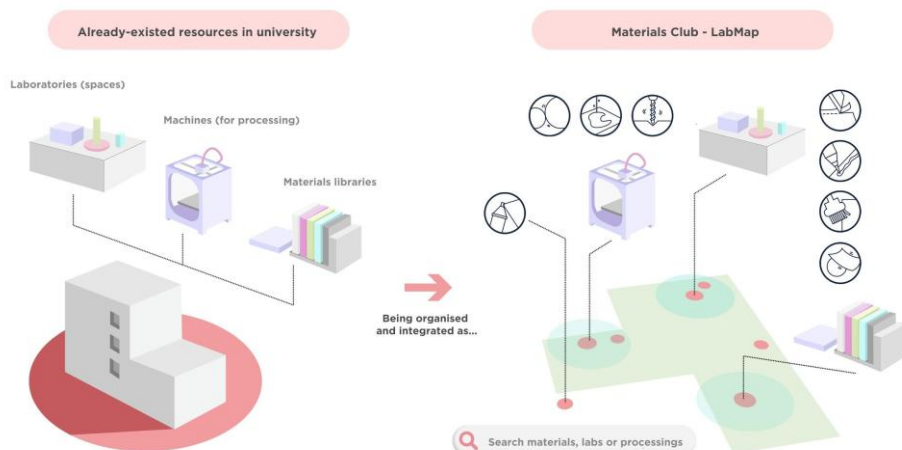 Already-existed resources in university
Materials Club - LabMap
Laboratories (spaces)
Machines (for processing)
Materials libraries
Being organised
and integrated as...
Search materials, labs or processings